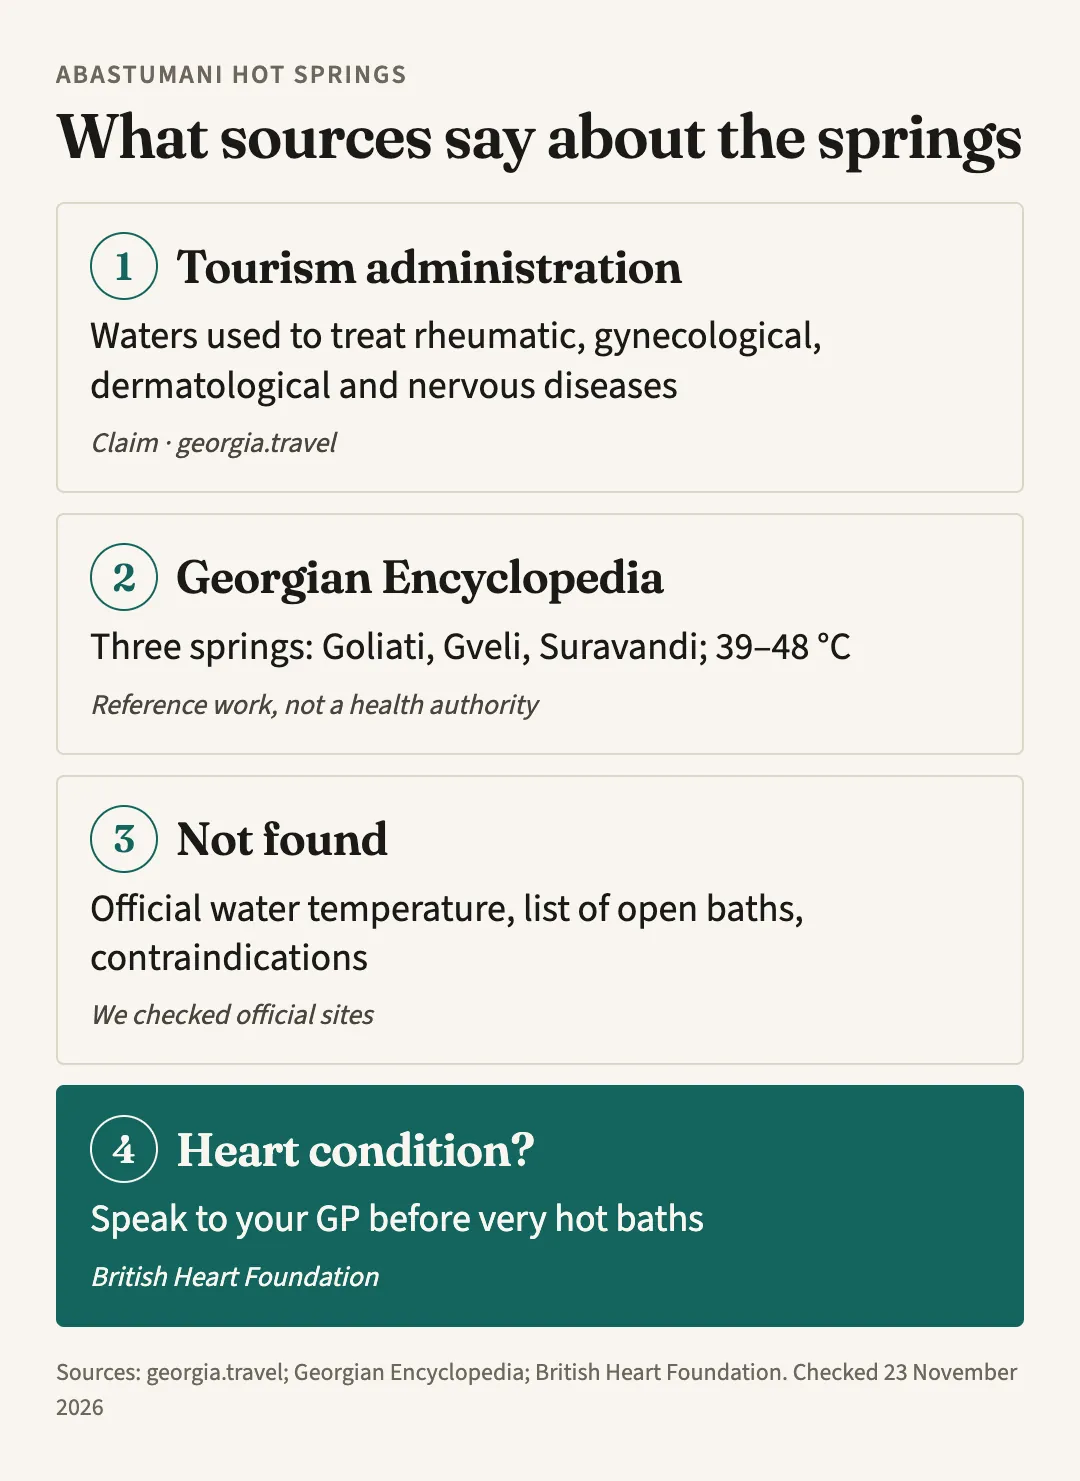 ABASTUMANI HOT SPRINGS
What sources say about the springs
1 Tourism administration
Waters used to treat rheumatic, gynecological,
dermatological and nervous diseases
Claim · georgia.travel
2 Georgian Encyclopedia
Three springs: Goliati, Gveli, Suravandi; 39–48 °C
Reference work, not a health authority
3 Not found
Official water temperature, list of open baths,
contraindications
We checked official sites
4 Heart condition?
Speak to your GP before very hot baths
British Heart Foundation
Sources: georgia.travel; Georgian Encyclopedia; British Heart Foundation. Checked 23 November
2026